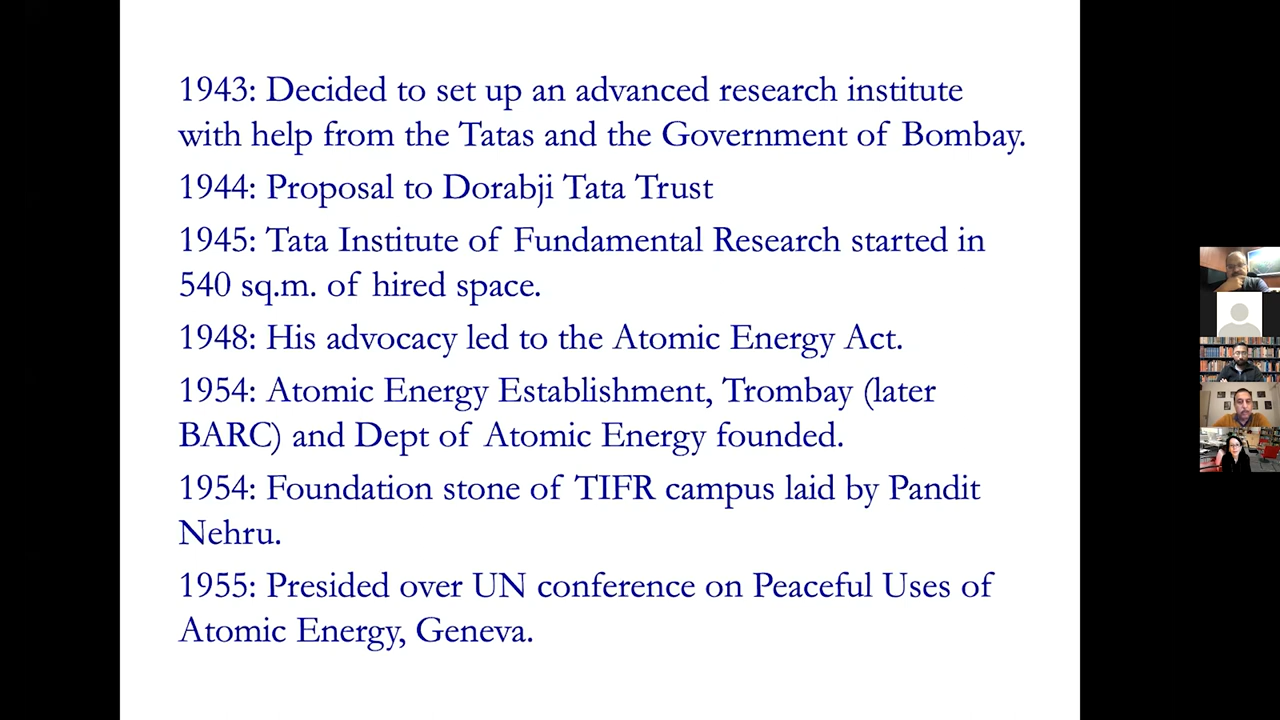 1943: Decided to set up an advanced research institute
with help from the Tatas and the Government of Bombay.
1944: Proposal to Dorabji Tata Trust
1945: Tata Institute of Fundamental Research started in
540 sq.m. of hired space.
1948: His advocacy led to the Atomic Energy Act.
1954: Atomic Energy Establishment, Trombay (later
BARC) and Dept of Atomic Energy founded.
1954: Foundation stone of TIFR campus laid by Pandit
Nehru.
1955: Presided over UN conference on Peaceful Uses of
Atomic Energy, Geneva.